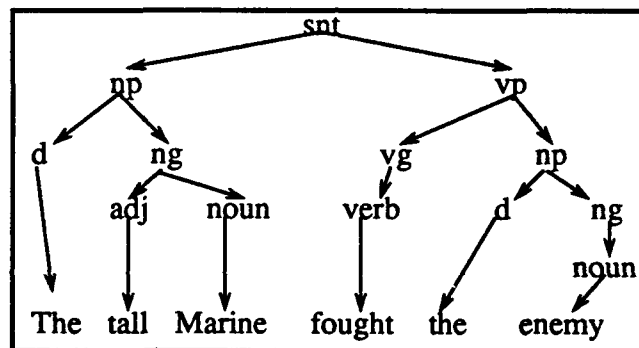 snt
np vp
d ng vg np
adj noun verb d ng
noun
The tall Marine fought the enemy